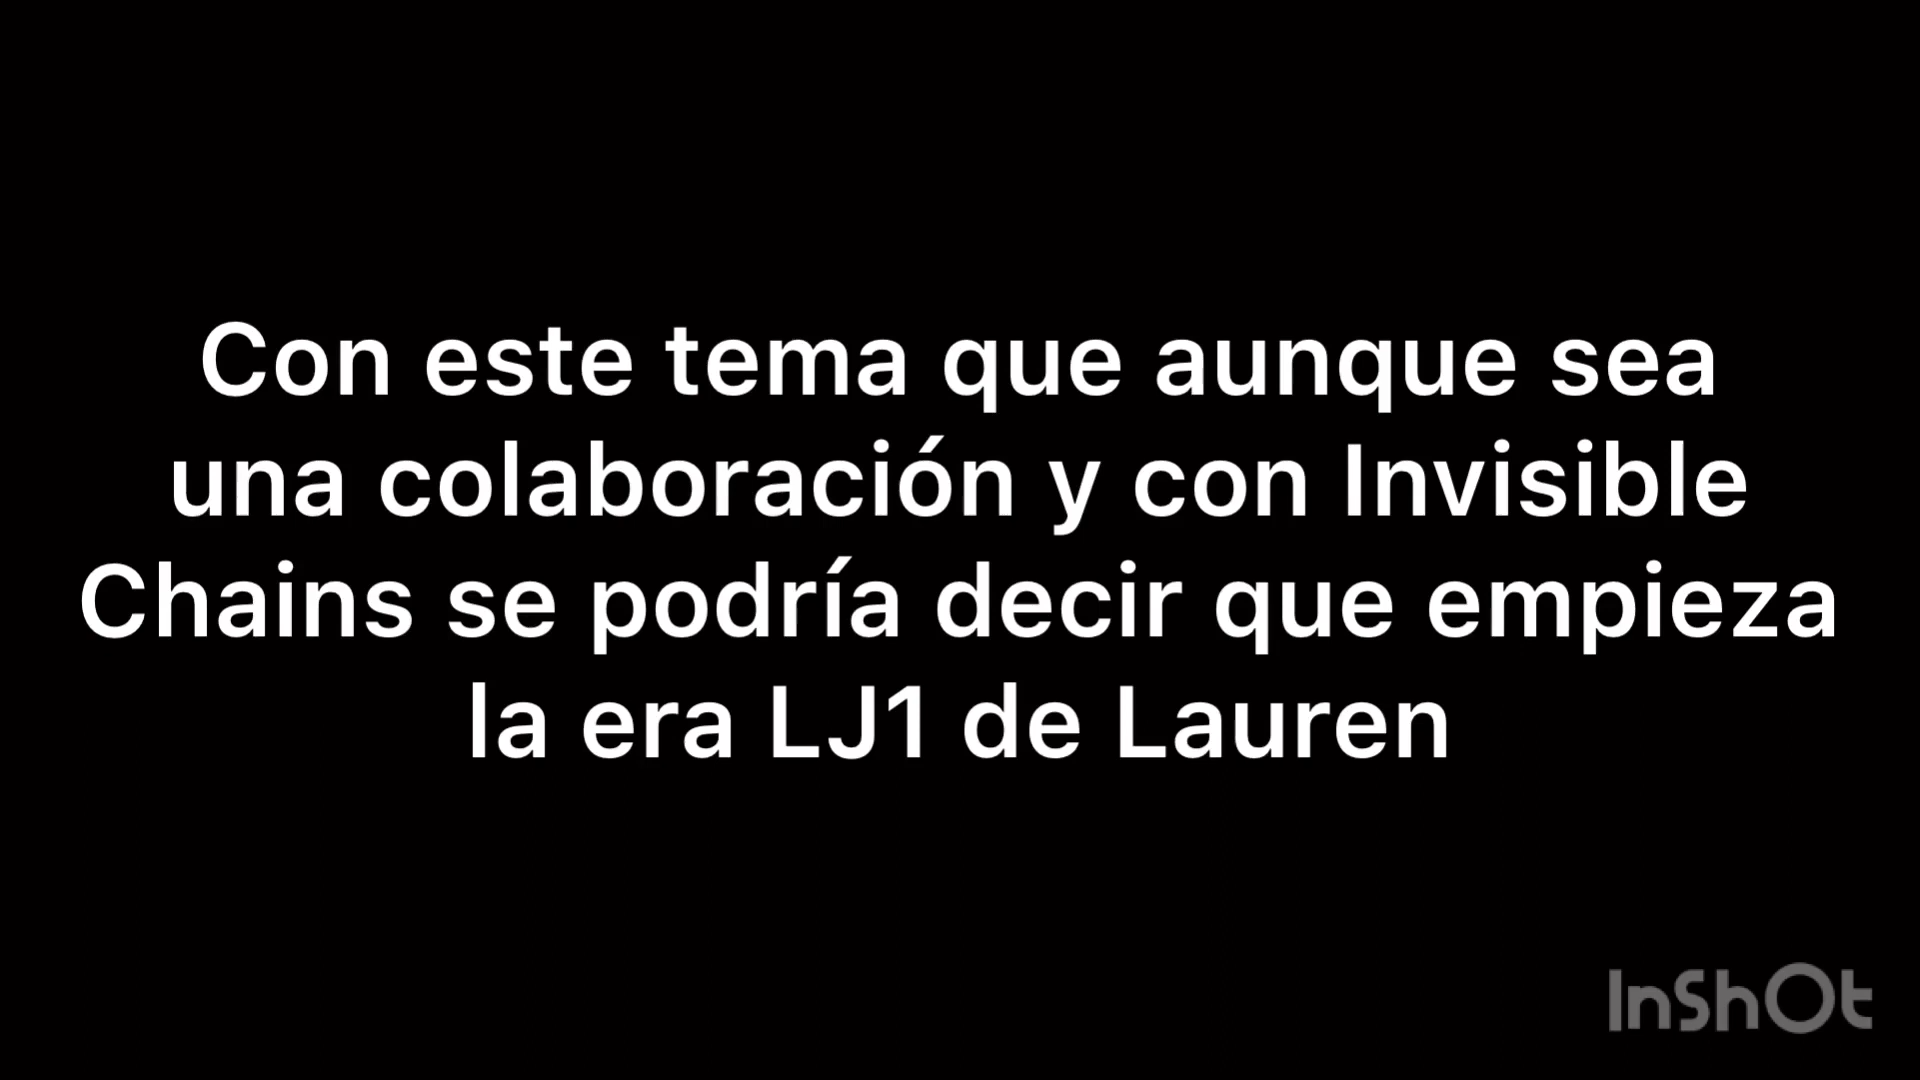 Con este tema que aunque sea
una colaboración y con Invisible
Chains se podría decir que empieza
la era LJ1 de Lauren
InShOt